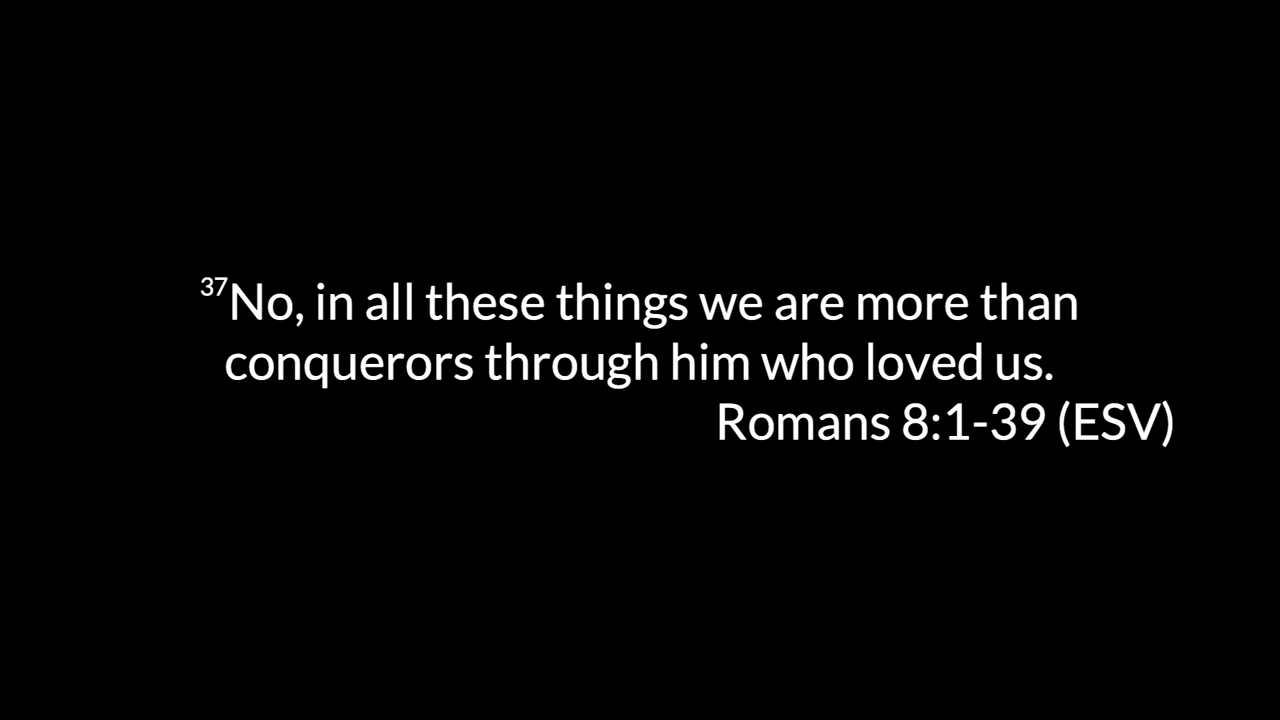 ³⁷No, in all these things we are more than
conquerors through him who loved us.
Romans 8:1-39 (ESV)